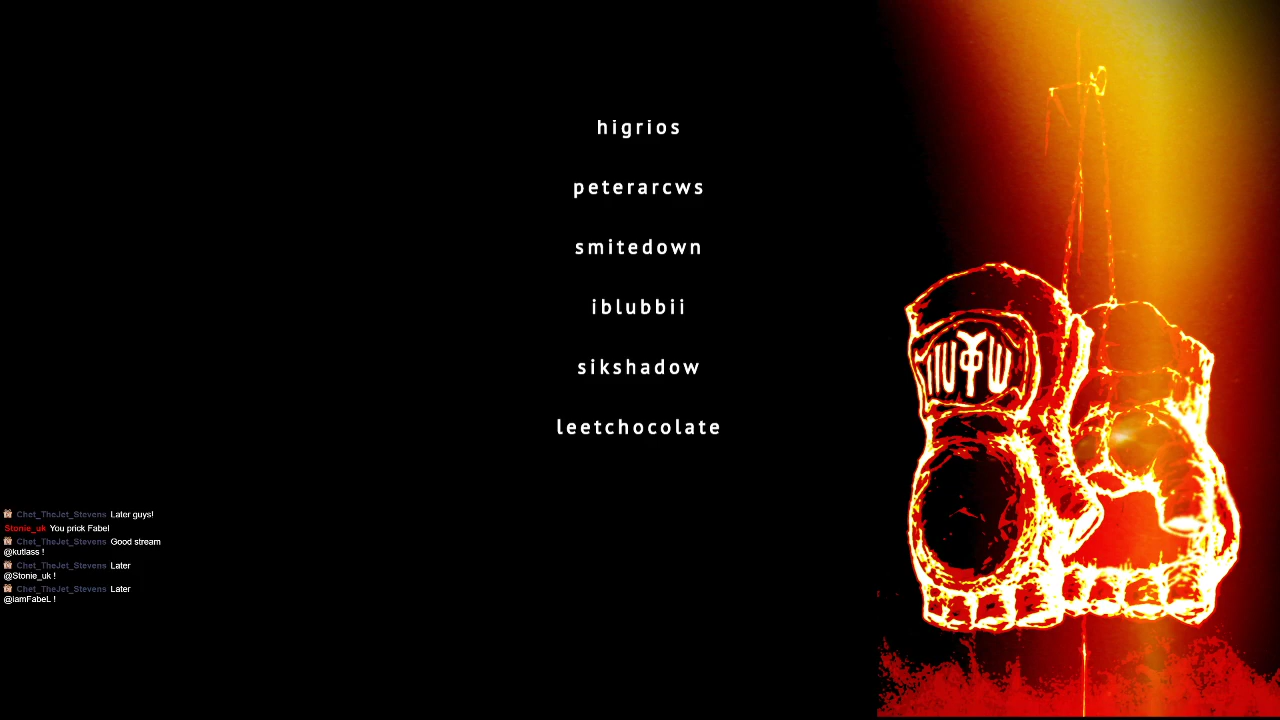 higrios
peterarcws
smitedown
iblubbii
sikshadow
leetchocolate
Chet_TheJet_Stevens Later guys!
Stonie_uk You prick Fabel
Chet_TheJet_Stevens Good stream
@kutlass !
Chet_TheJet_Stevens Later
@Stonie_uk !
Chet_TheJet_Stevens Later
@iamFabeL !